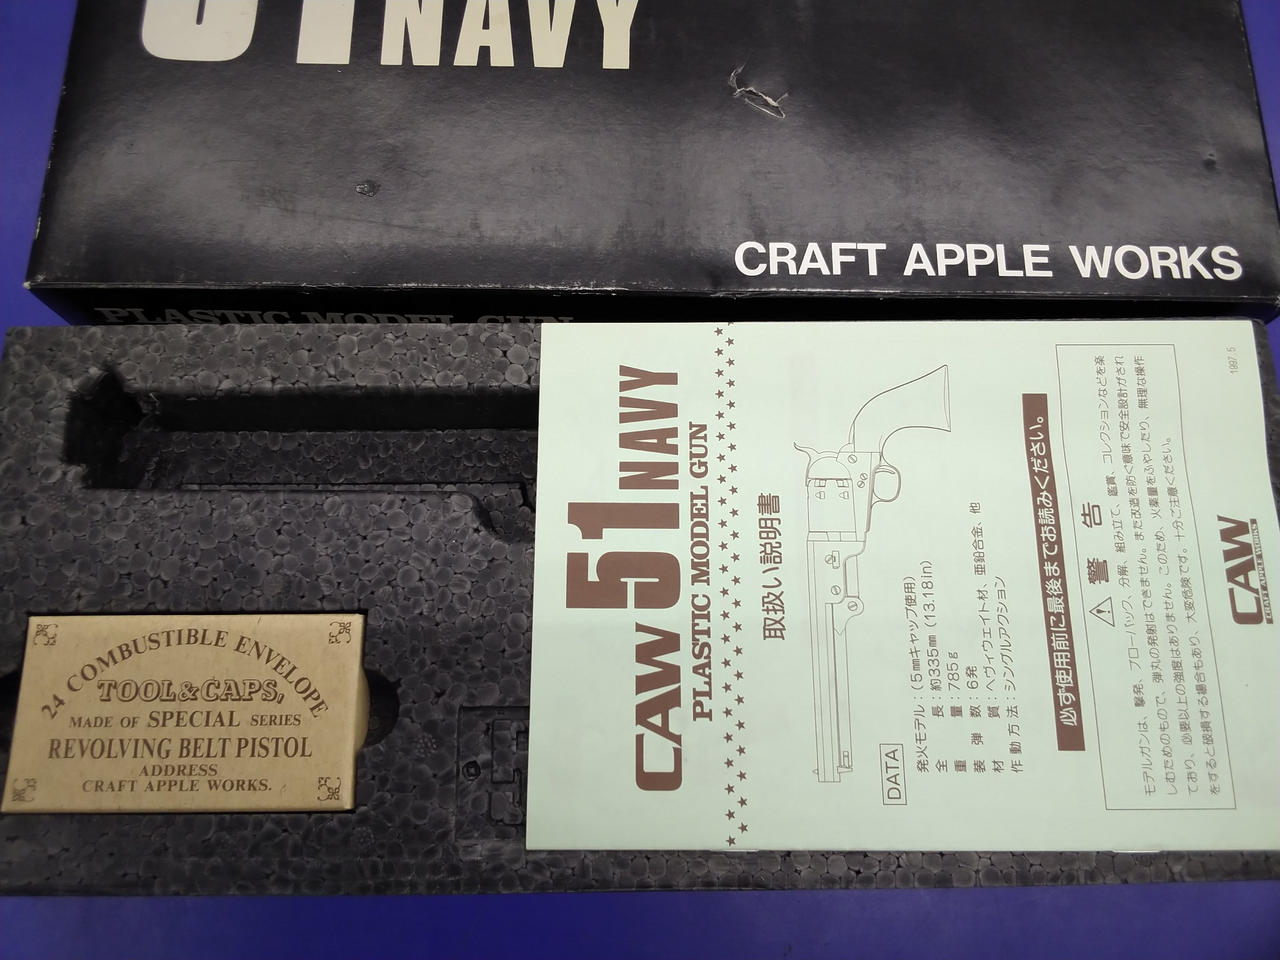 51 NAVY
CRAFT APPLE WORKS
PLASTIC MODEL GUN
24 COMBUSTIBLE ENVELOPE
TOOL&CAPS,
MADE OF SPECIAL SERIES
REVOLVING BELT PISTOL
ADDRESS
CRAFT APPLE WORKS.
CAW 51 NAVY
PLASTIC MODEL GUN
取扱い説明書
DATA
発火モデル:(5㎜キャップ使用)
全長:約335㎜(13.18in)
重量:785g
装弾数:6発
材質:ヘヴィウェイト材、亜鉛合金、他
作動方法:シングルアクション
必ず使用前に最後までお読みください。
⚠警告
モデルガンは、撃発、ブローバック、分解、組み立て、鑑賞、コレクションなどを楽
しむためのもので、弾丸の発射はできません。また改造を防ぐ意味で安全設計がされ
ており、必要以上の強度はありません。このため、火薬量をふやしたり、無理な操作
をすると破損する場合もあり、大変危険です。十分ご注意ください。
CAW
CRAFT APPLE WORKS
1997.5